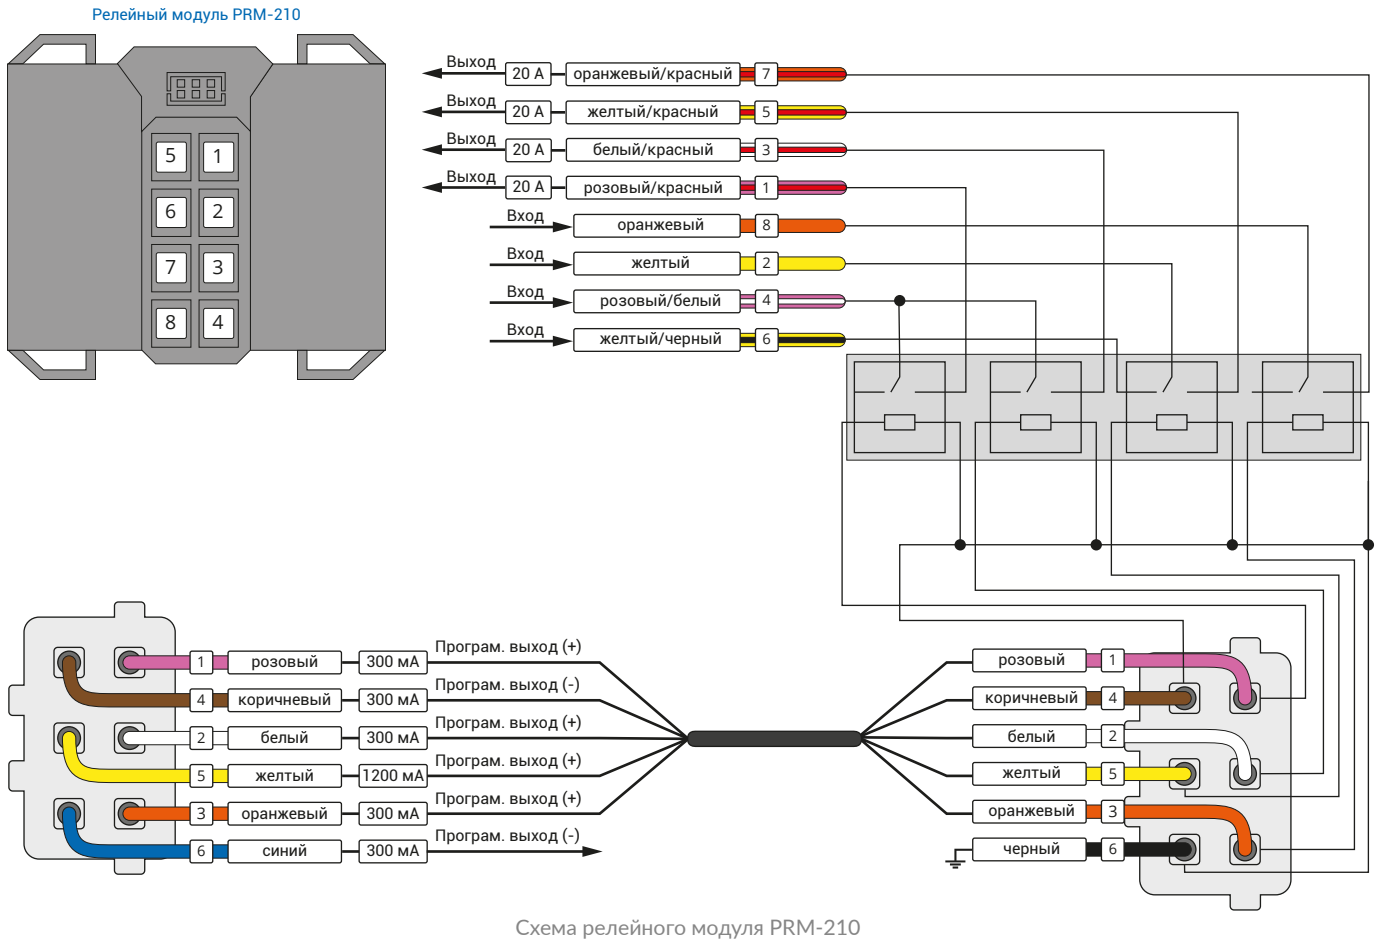 Релейный модуль PRM-210
5 1
6 2
7 3
8 4
Выход 20 А оранжевый/красный 7
Выход 20 А желтый/красный 5
Выход 20 А белый/красный 3
Выход 20 А розовый/красный 1
Вход оранжевый 8
Вход желтый 2
Вход розовый/белый 4
Вход желтый/черный 6
1 розовый 300 мА Програм. выход (+)
4 коричневый 300 мА Програм. выход (-)
2 белый 300 мА Програм. выход (+)
5 желтый 1200 мА Програм. выход (+)
3 оранжевый 300 мА Програм. выход (+)
6 синий 300 мА Програм. выход (-)
розовый 1
коричневый 4
белый 2
желтый 5
оранжевый 3
черный 6
Схема релейного модуля PRM-210